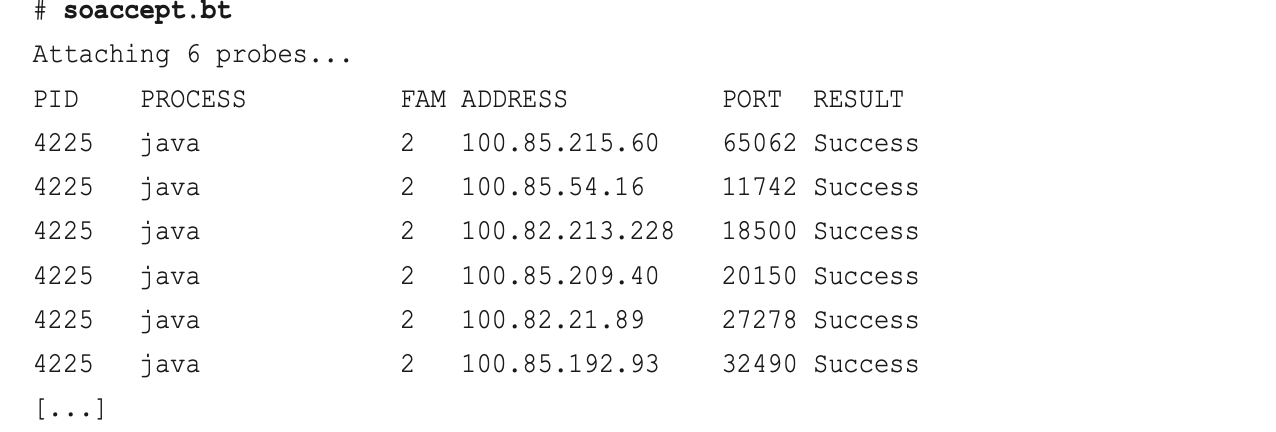 # soaccept.bt
Attaching 6 probes...
PID    PROCESS          FAM ADDRESS          PORT  RESULT
4225   java             2   100.85.215.60    65062 Success
4225   java             2   100.85.54.16     11742 Success
4225   java             2   100.82.213.228   18500 Success
4225   java             2   100.85.209.40    20150 Success
4225   java             2   100.82.21.89     27278 Success
4225   java             2   100.85.192.93    32490 Success
[...]